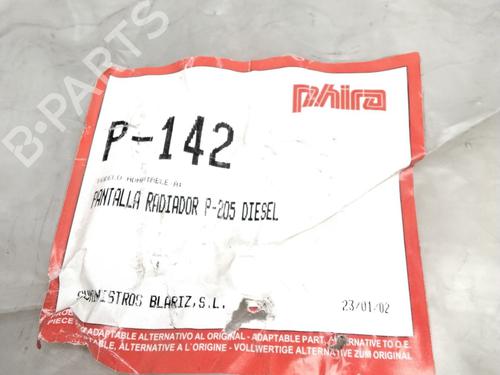 phira
P-142
MODELO ADAPTABLE A:
PANTALLA RADIADOR P-205 DIESEL
SUMINISTROS BLARIZ,S.L.
23/01/02
ADAPTABLE ALTERNATIVO AL ORIGINAL - ADAPTABLE PART, ALTERNATIVE TO O.E.
PIECE ADAPTABLE, ALTERNATIVE A L'ORIGINE - VOLLWERTIGE ALTERNATIVE ZUM ORIGINAL
B-PARTS